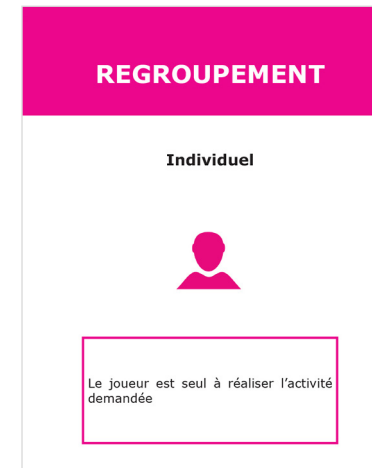 REGROUPEMENT
Individuel
Le joueur est seul à réaliser l’activité
demandée